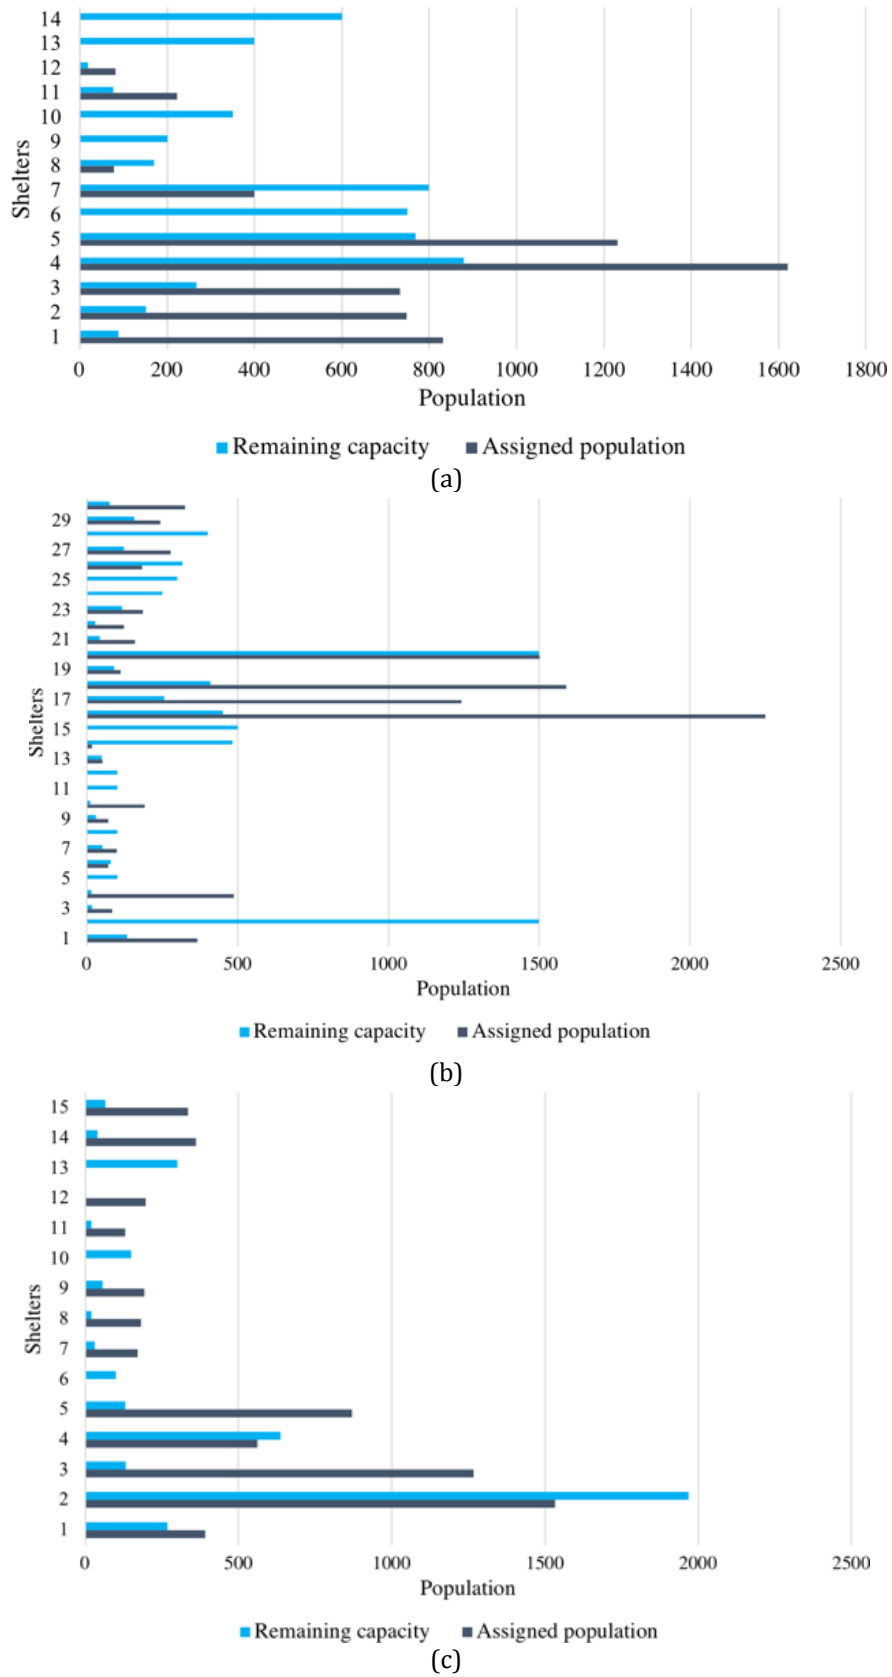 14
13
12
11
10
9
8
7
6
5
4
3
2
1
Shelters
0 200 400 600 800 1000 1200 1400 1600 1800
Population
Remaining capacity Assigned population
(a)
29
27
25
23
21
19
17
15
13
11
9
7
5
3
1
Shelters
0 500 1000 1500 2000 2500
Population
Remaining capacity Assigned population
(b)
15
14
13
12
11
10
9
8
7
6
5
4
3
2
1
Shelters
0 500 1000 1500 2000 2500
Population
Remaining capacity Assigned population
(c)